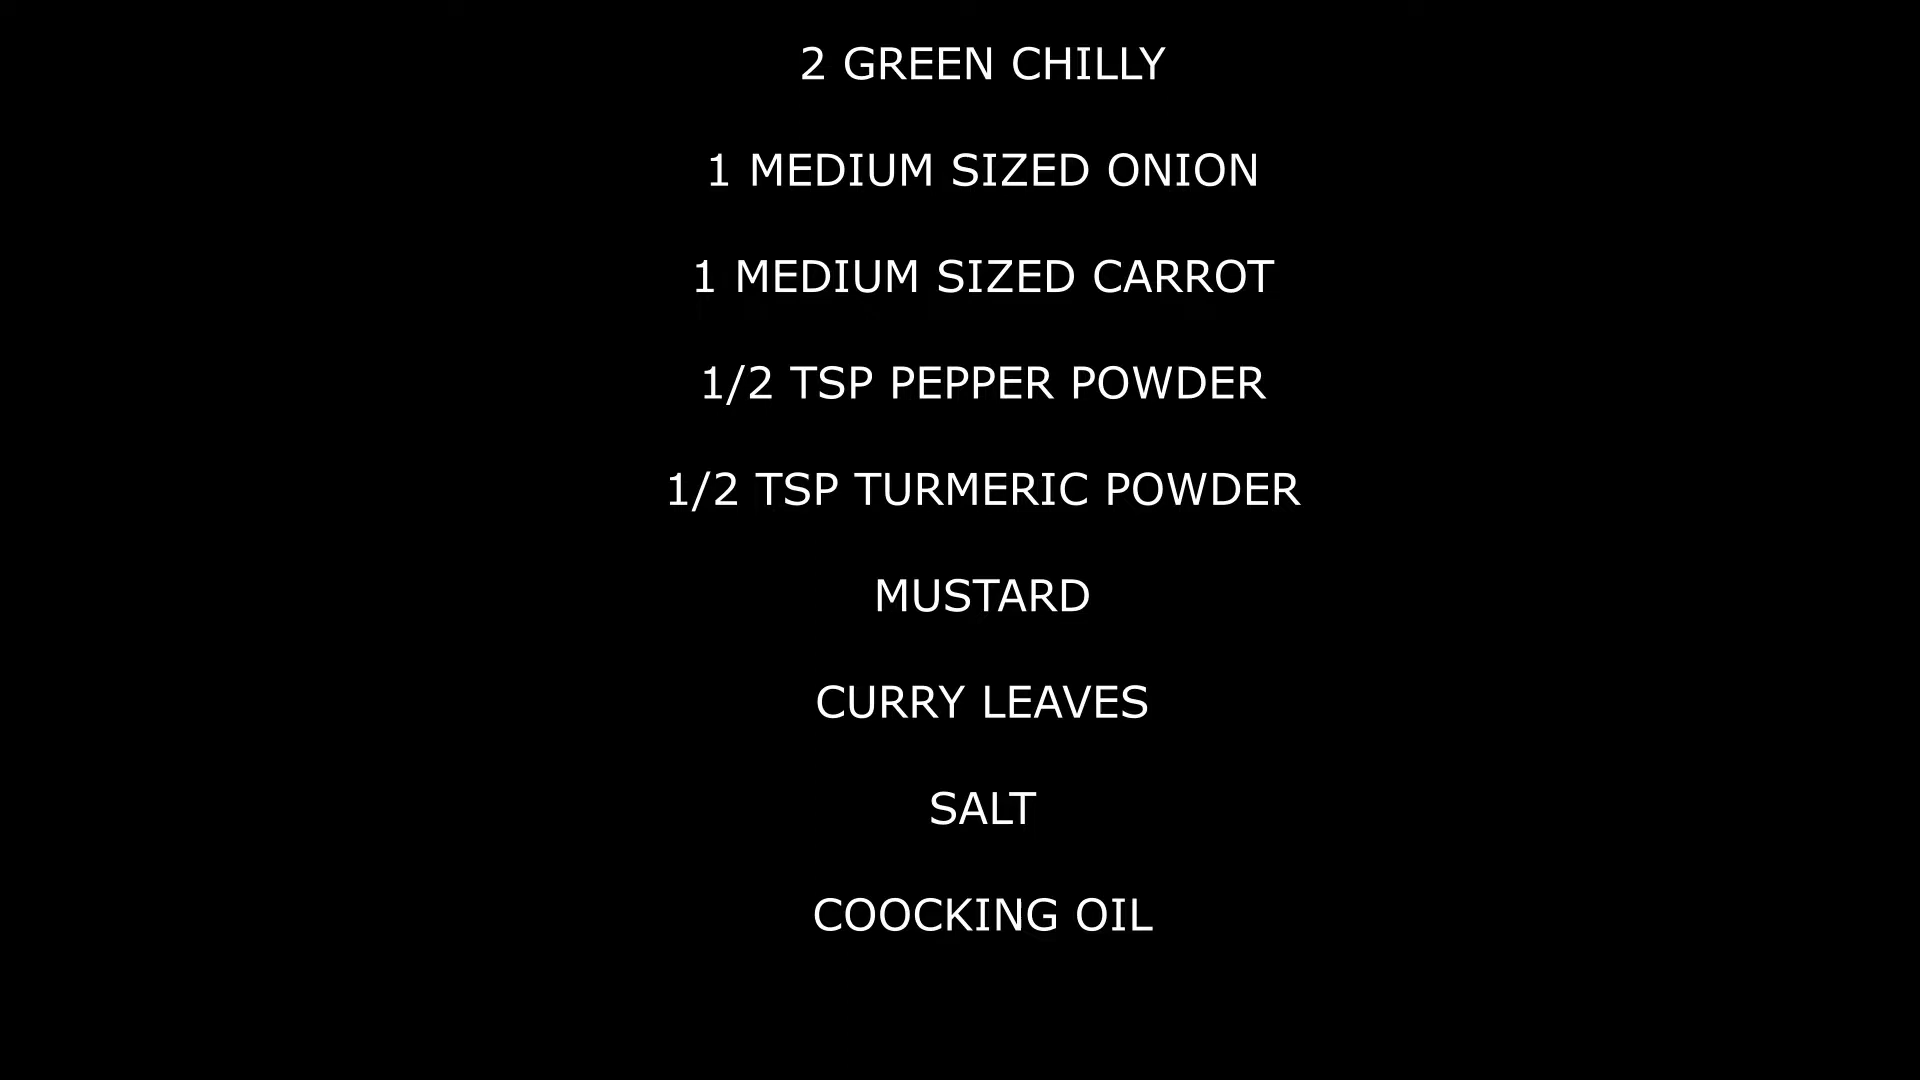 2 GREEN CHILLY
1 MEDIUM SIZED ONION
1 MEDIUM SIZED CARROT
1/2 TSP PEPPER POWDER
1/2 TSP TURMERIC POWDER
MUSTARD
CURRY LEAVES
SALT
COOCKING OIL